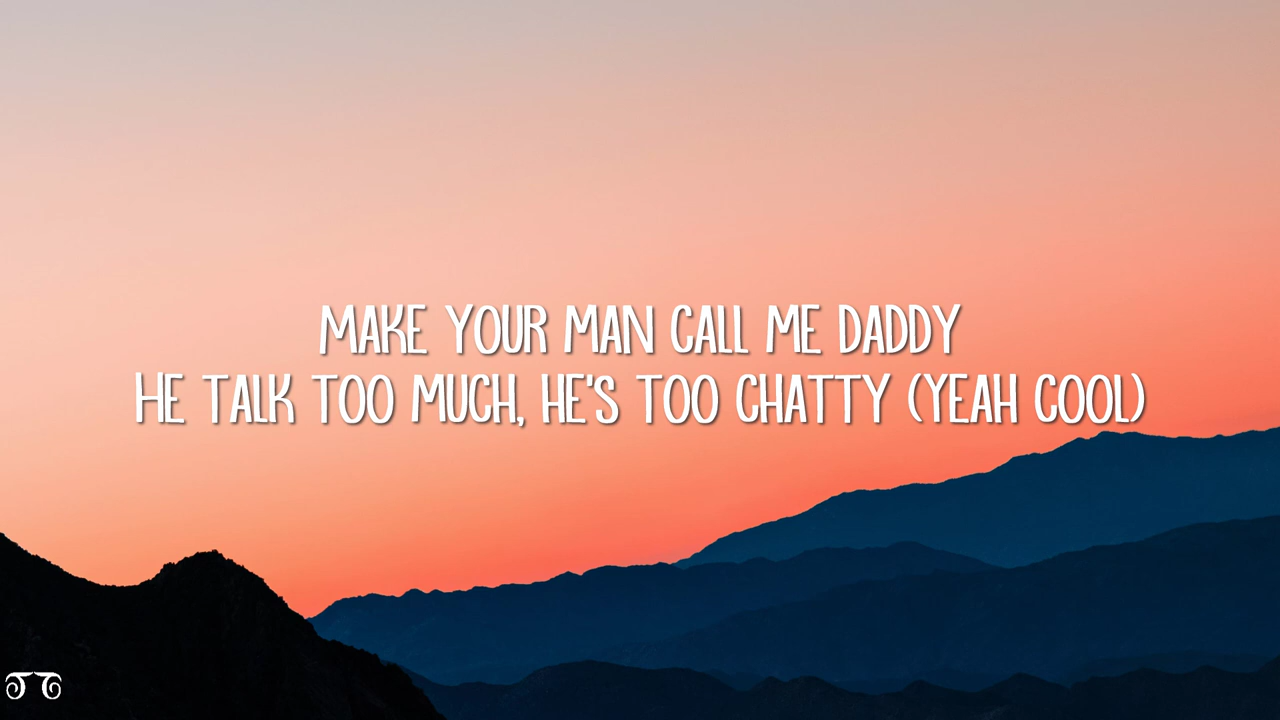 MAKE YOUR MAN CALL ME DADDY
HE TALK TOO MUCH, HE'S TOO CHATTY (YEAH COOL)